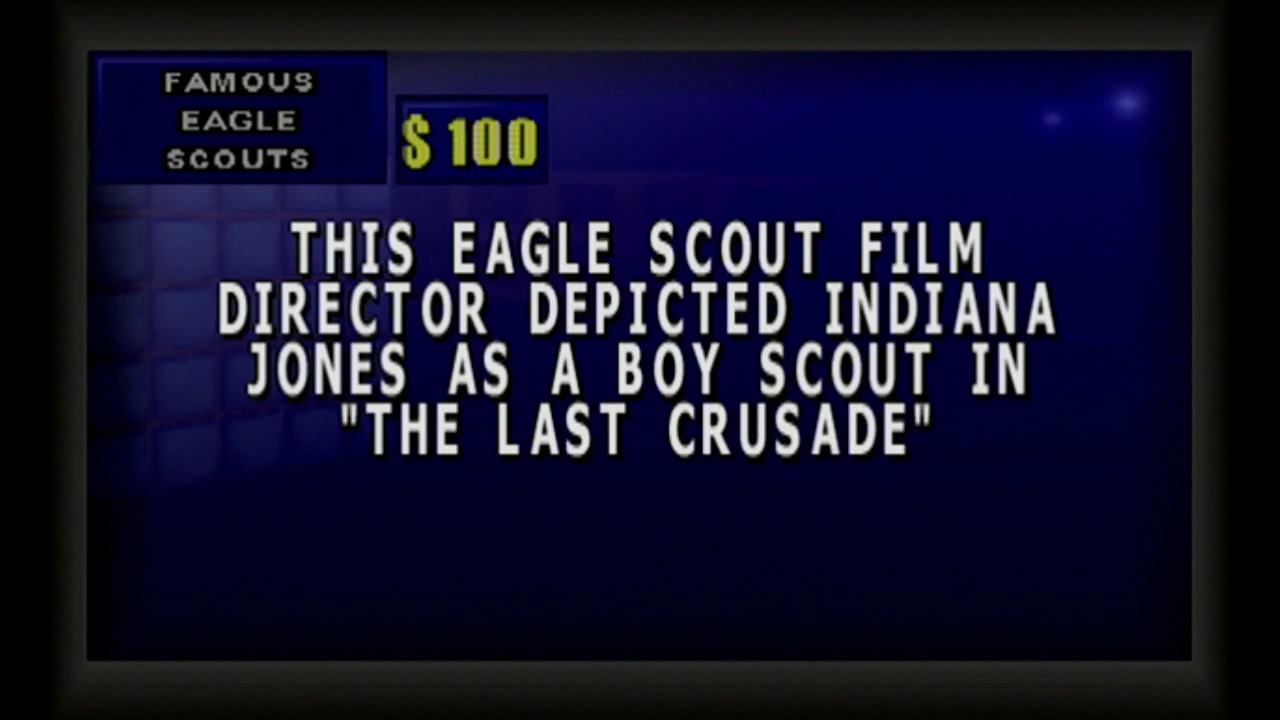 FAMOUS
EAGLE
SCOUTS
$ 100
THIS EAGLE SCOUT FILM
DIRECTOR DEPICTED INDIANA
JONES AS A BOY SCOUT IN
"THE LAST CRUSADE"